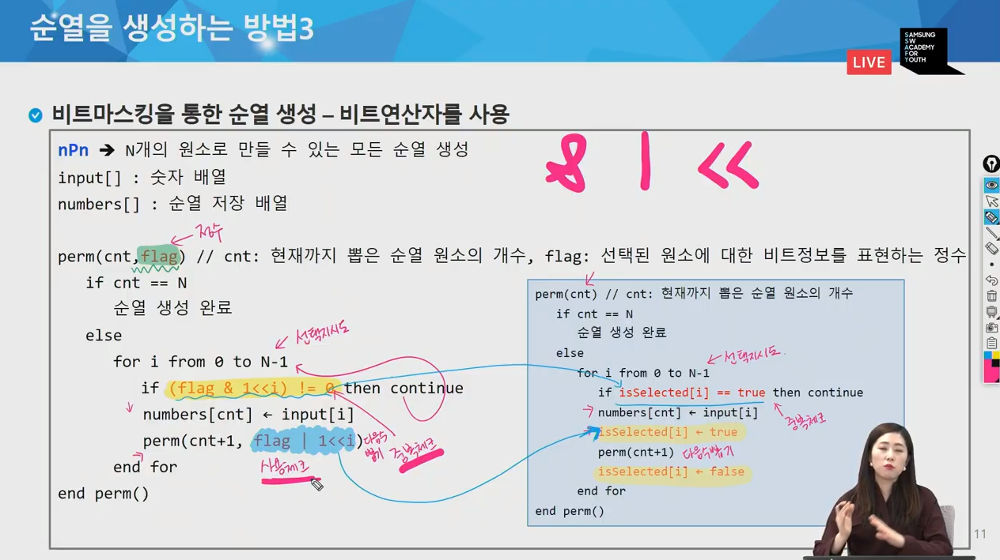 순열을 생성하는 방법3
LIVE
SAMSUNG
SW
ACADEMY
FOR
YOUTH
비트마스킹을 통한 순열 생성 – 비트연산자를 사용
nPn → N개의 원소로 만들 수 있는 모든 순열 생성
& | <<
input[] : 숫자 배열
numbers[] : 순열 저장 배열
정수
perm(cnt,flag) // cnt: 현재까지 뽑은 순열 원소의 개수, flag: 선택된 원소에 대한 비트정보를 표현하는 정수
if cnt == N
순열 생성 완료
else
선택지시도
for i from 0 to N-1
if (flag & 1<<i) != 0 then continue
numbers[cnt] ← input[i]
perm(cnt+1, flag | 1<<i)
다음수
뽑기
중복체크
end for
사용체크
end perm()
perm(cnt) // cnt: 현재까지 뽑은 순열 원소의 개수
if cnt == N
순열 생성 완료
else
선택지시도
for i from 0 to N-1
if isSelected[i] == true then continue
numbers[cnt] ← input[i]
중복체크
isSelected[i] ← true
perm(cnt+1) 다음수뽑기
isSelected[i] ← false
end for
end perm()
11